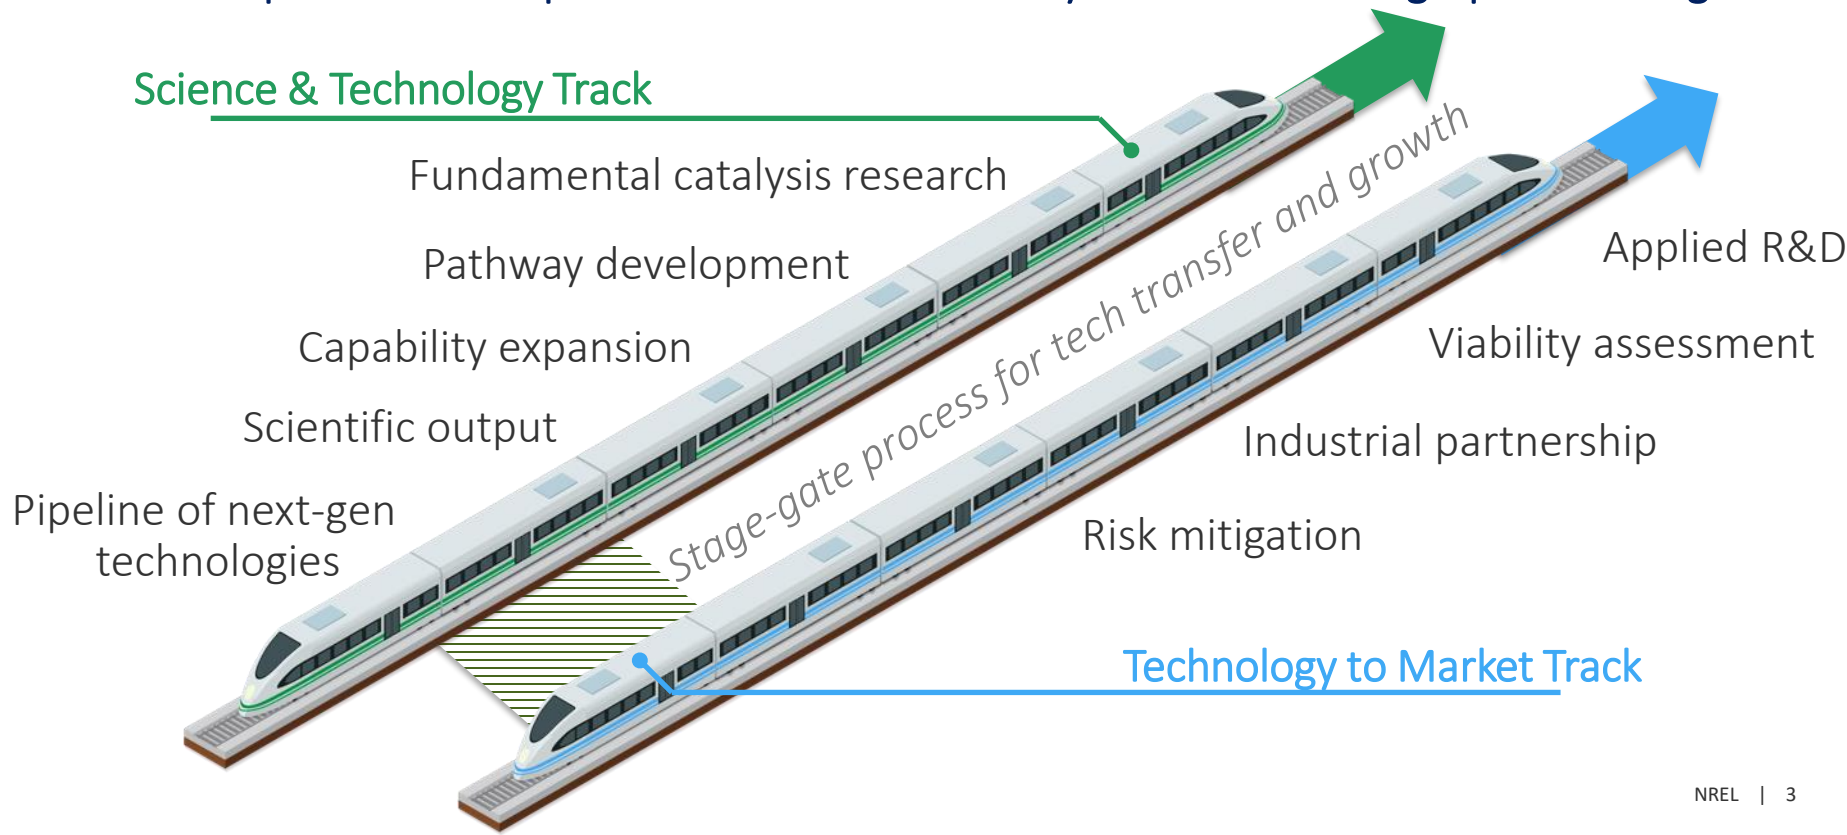 Science & Technology Track
Fundamental catalysis research
Pathway development
Capability expansion
Scientific output
Pipeline of next-gen
technologies
Stage-gate process for tech transfer and growth
Applied R&D
Viability assessment
Industrial partnership
Risk mitigation
Technology to Market Track
NREL | 3